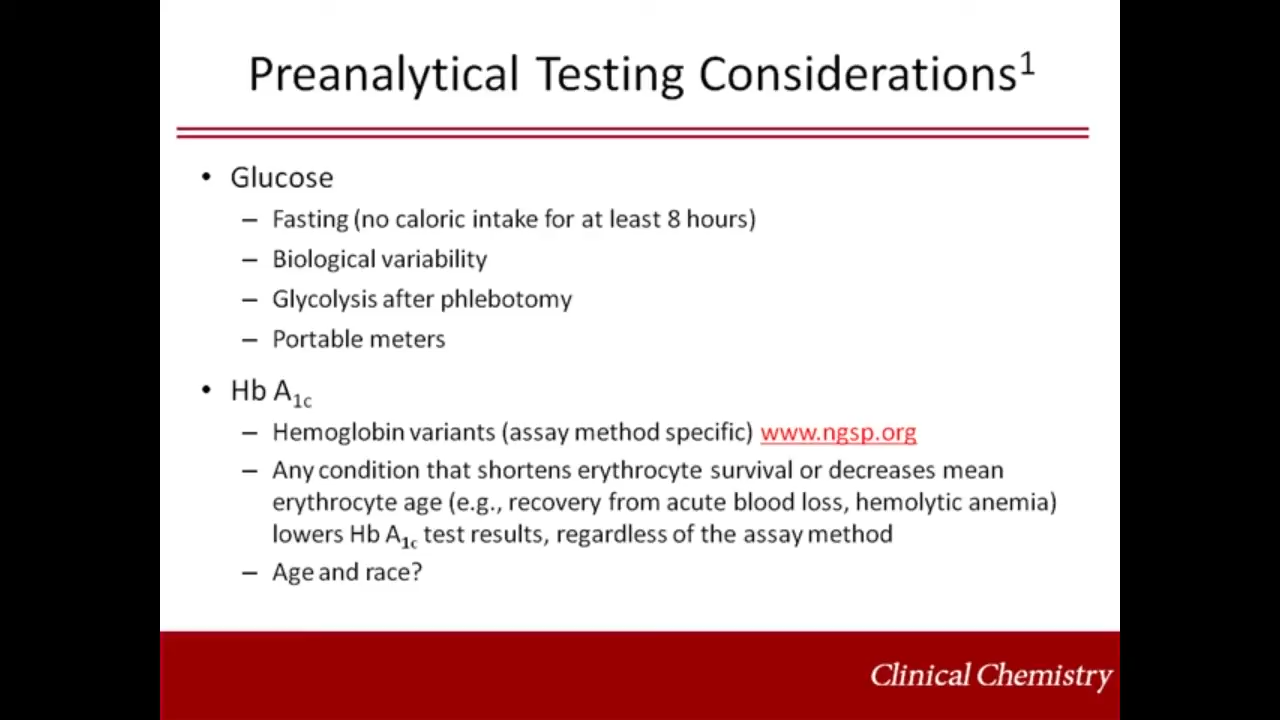 Preanalytical Testing Considerations¹
• Glucose
– Fasting (no caloric intake for at least 8 hours)
– Biological variability
– Glycolysis after phlebotomy
– Portable meters
• Hb A₁c
– Hemoglobin variants (assay method specific) www.ngsp.org
– Any condition that shortens erythrocyte survival or decreases mean
erythrocyte age (e.g., recovery from acute blood loss, hemolytic anemia)
lowers Hb A₁c test results, regardless of the assay method
– Age and race?
Clinical Chemistry